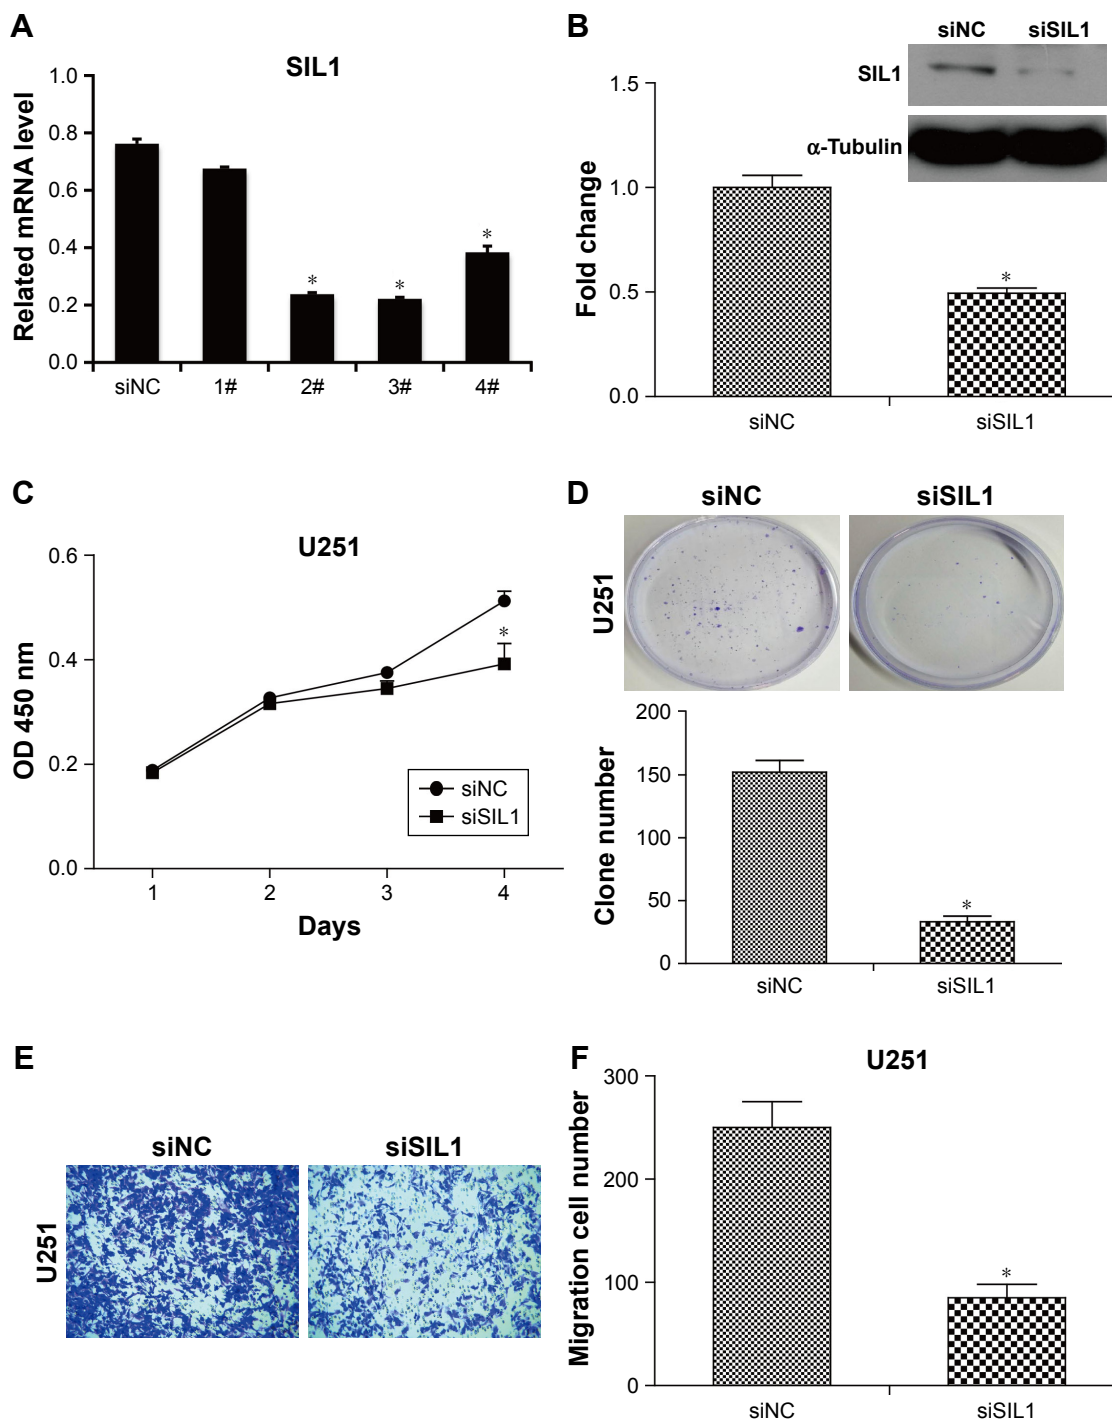 A
SIL1
Related mRNA level
1.0
0.8
0.6
0.4
0.2
0.0
* * *
siNC 1# 2# 3# 4#
B
siNC siSIL1
SIL1
α-Tubulin
Fold change
1.5
1.0
0.5
0.0
*
siNC siSIL1
C
U251
OD 450 nm
0.6
0.4
0.2
0.0
*
siNC
siSIL1
1 2 3 4
Days
D
siNC siSIL1
U251
Clone number
200
150
100
50
0
*
siNC siSIL1
E
siNC siSIL1
U251
F
U251
Migration cell number
300
200
100
0
*
siNC siSIL1